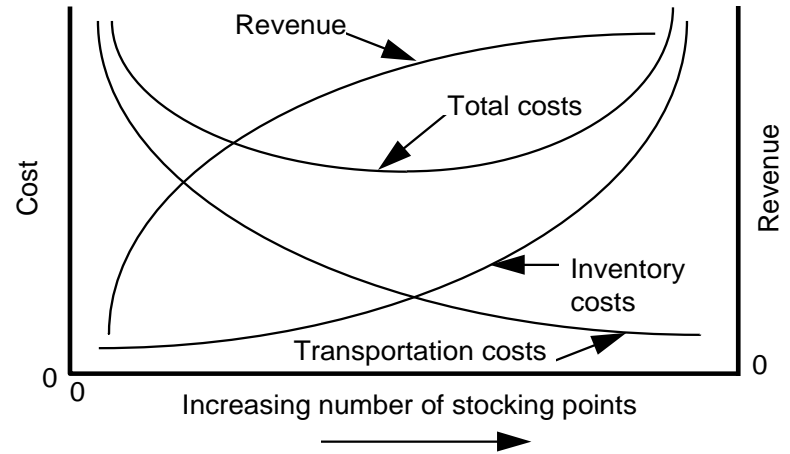 Revenue
Total costs
Cost
Revenue
Inventory
costs
Transportation costs
0
0
0
Increasing number of stocking points